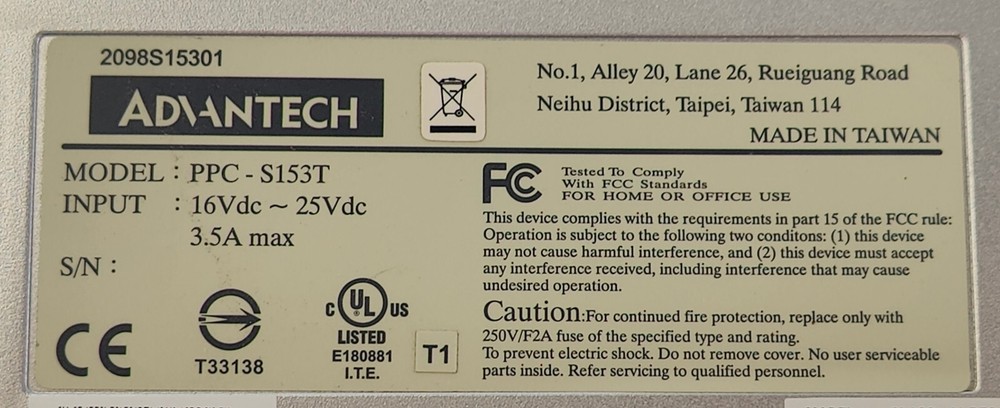 2098S15301
ADVANTECH
No.1, Alley 20, Lane 26, Rueiguang Road
Neihu District, Taipei, Taiwan 114
MADE IN TAIWAN
MODEL : PPC - S153T
INPUT : 16Vdc ~ 25Vdc
3.5A max
S/N :
CE
T33138
C UL US
®
LISTED
E180881
I.T.E.
T1
FC
Tested To Comply
With FCC Standards
FOR HOME OR OFFICE USE
This device complies with the requirements in part 15 of the FCC rule:
Operation is subject to the following two conditons: (1) this device
may not cause harmful interference, and (2) this device must accept
any interference received, including interference that may cause
undesired operation.
Caution:For continued fire protection, replace only with
250V/F2A fuse of the specified type and rating.
To prevent electric shock. Do not remove cover. No user serviceable
parts inside. Refer servicing to qualified personnel.